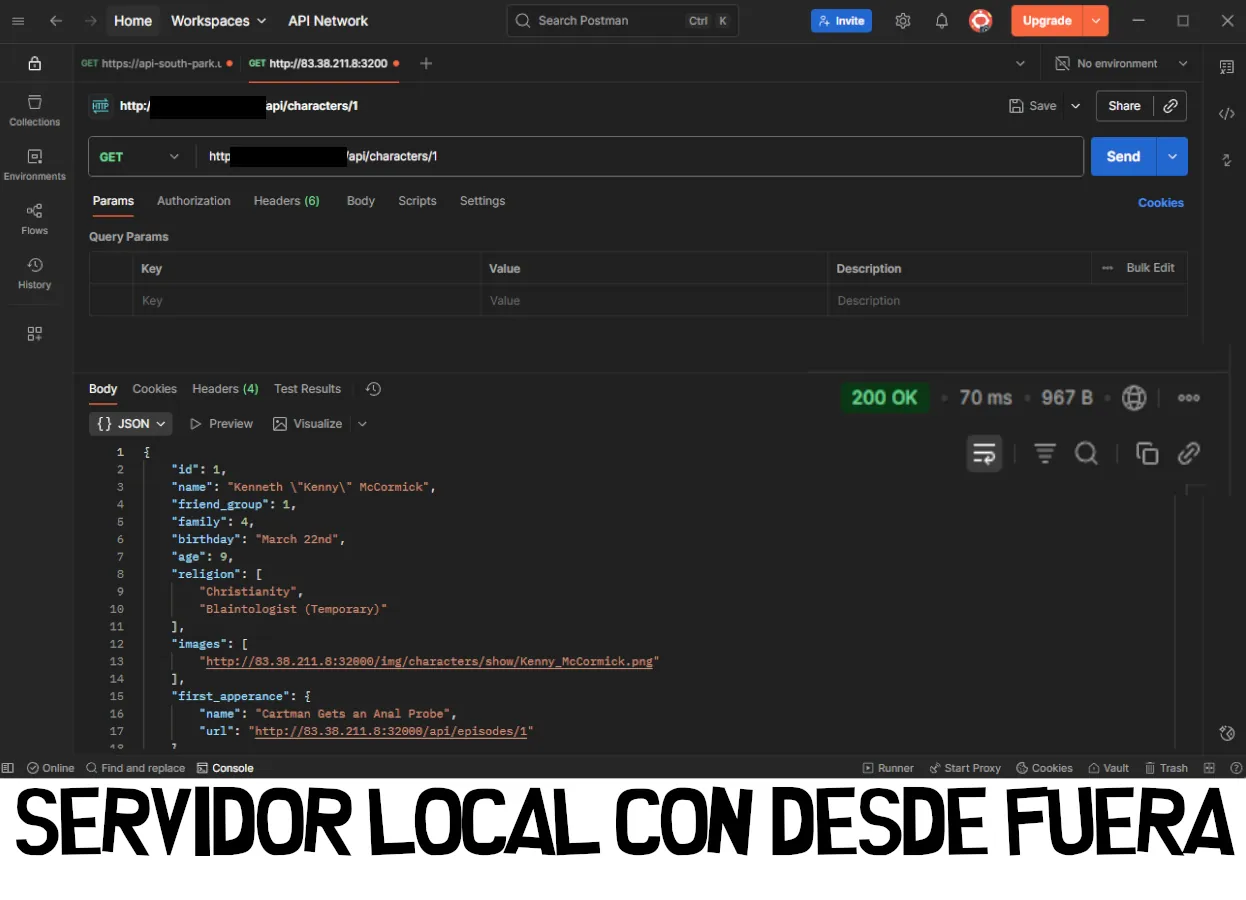 Home Workspaces API Network Search Postman Ctrl K Invite Upgrade
GET https://api-south-park.u GET http://83.38.211.8:3200 No environment
HTTP http:/ api/characters/1 Save Share
Collections
GET http /api/characters/1 Send
Environments
Params Authorization Headers (6) Body Scripts Settings Cookies
Flows
Query Params
Key Value Description Bulk Edit
History
Key Value Description
Body Cookies Headers (4) Test Results 200 OK 70 ms 967 B
{} JSON Preview Visualize
1 {
2 "id": 1,
3 "name": "Kenneth \"Kenny\" McCormick",
4 "friend_group": 1,
5 "family": 4,
6 "birthday": "March 22nd",
7 "age": 9,
8 "religion": [
9 "Christianity",
10 "Blaintologist (Temporary)"
11 ],
12 "images": [
13 "http://83.38.211.8:32000/img/characters/show/Kenny_McCormick.png"
14 ],
15 "first_apperance": {
16 "name": "Cartman Gets an Anal Probe",
17 "url": "http://83.38.211.8:32000/api/episodes/1"
Online Find and replace Console Runner Start Proxy Cookies Vault Trash
SERVIDOR LOCAL CON DESDE FUERA